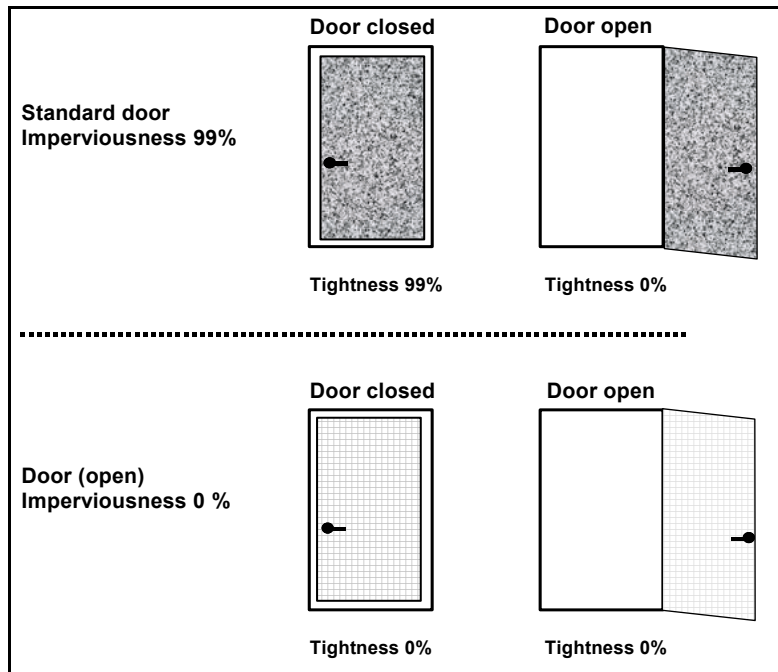 Door closed
Door open
Standard door
Imperviousness 99%
Tightness 99%
Tightness 0%
Door closed
Door open
Door (open)
Imperviousness 0 %
Tightness 0%
Tightness 0%